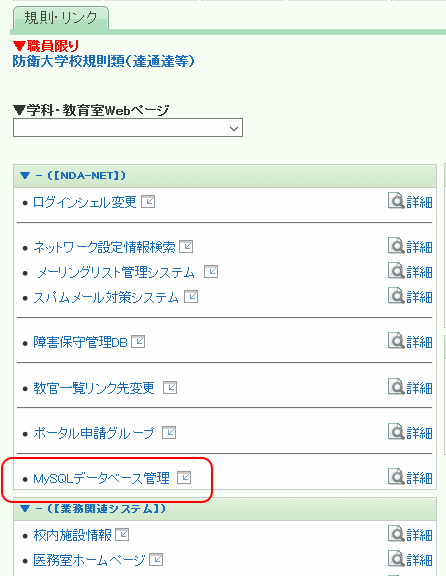 規則・リンク
▼職員限り
防衛大学校規則類（達通達等）
▼学科・教育室Webページ
▼ －（【NDA-NET】）
• ログインシェル変更 詳細
• ネットワーク設定情報検索 詳細
• メーリングリスト管理システム 詳細
• スパムメール対策システム 詳細
• 障害保守管理DB 詳細
• 教官一覧リンク先変更 詳細
• ポータル申請グループ 詳細
• MySQLデータベース管理 詳細
▼ －（【業務関連システム】）
• 校内施設情報 詳細
• 医務室ホームページ 詳細